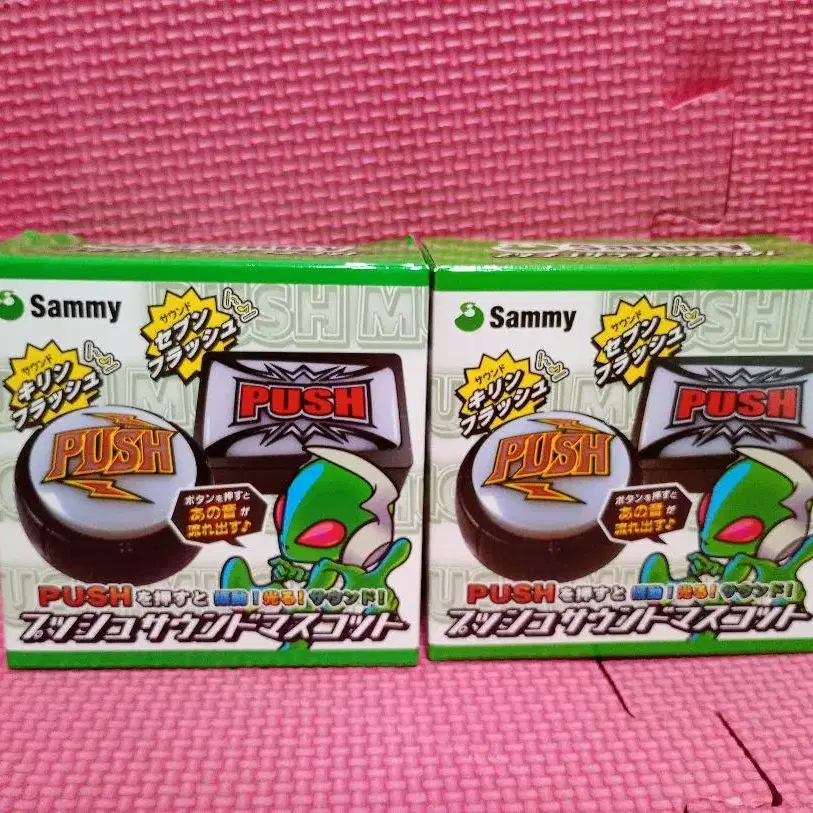 Sammy
サウンド
セブン
フラッシュ
サウンド
キリン
フラッシュ
PUSH
PUSH
ボタンを押すと
あの音が
流れ出す♪
PUSHを押すと振動!光る!サウンド!
プッシュサウンドマスコット
Sammy
サウンド
セブン
フラッシュ
サウンド
キリン
フラッシュ
PUSH
PUSH
ボタンを押すと
あの音が
流れ出す♪
PUSHを押すと振動!光る!サウンド!
プッシュサウンドマスコット